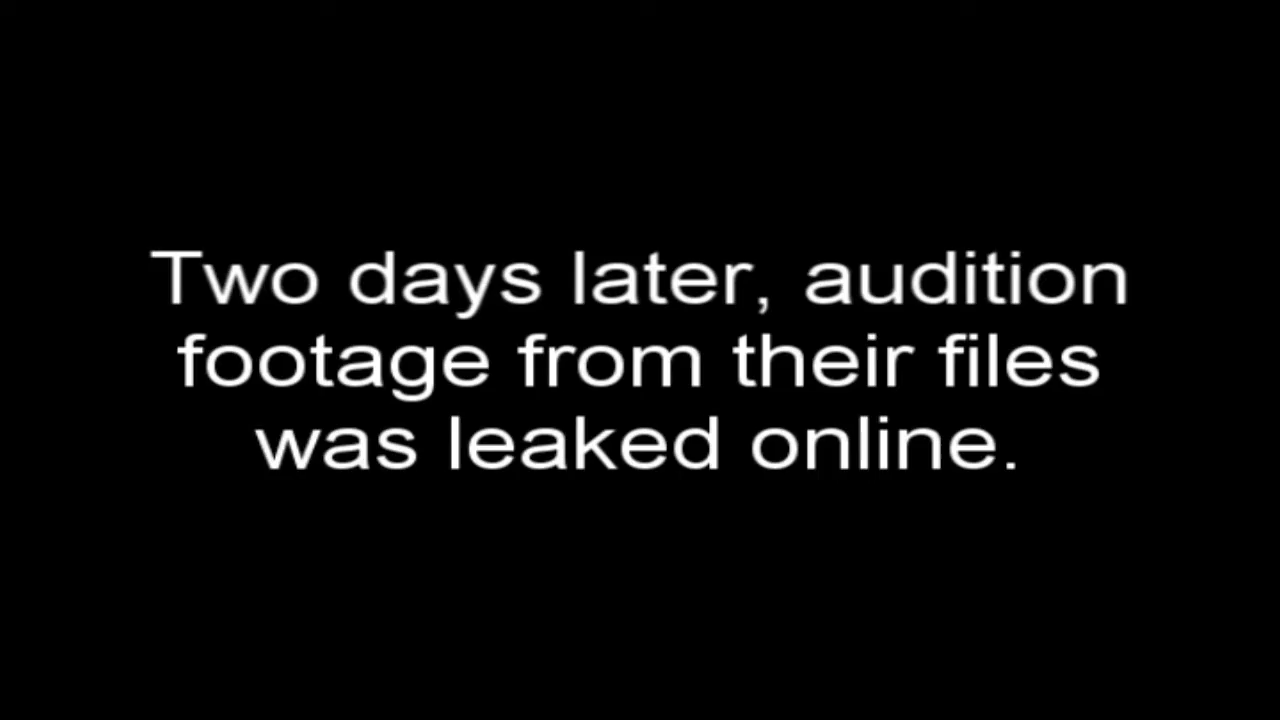 Two days later, audition
footage from their files
was leaked online.